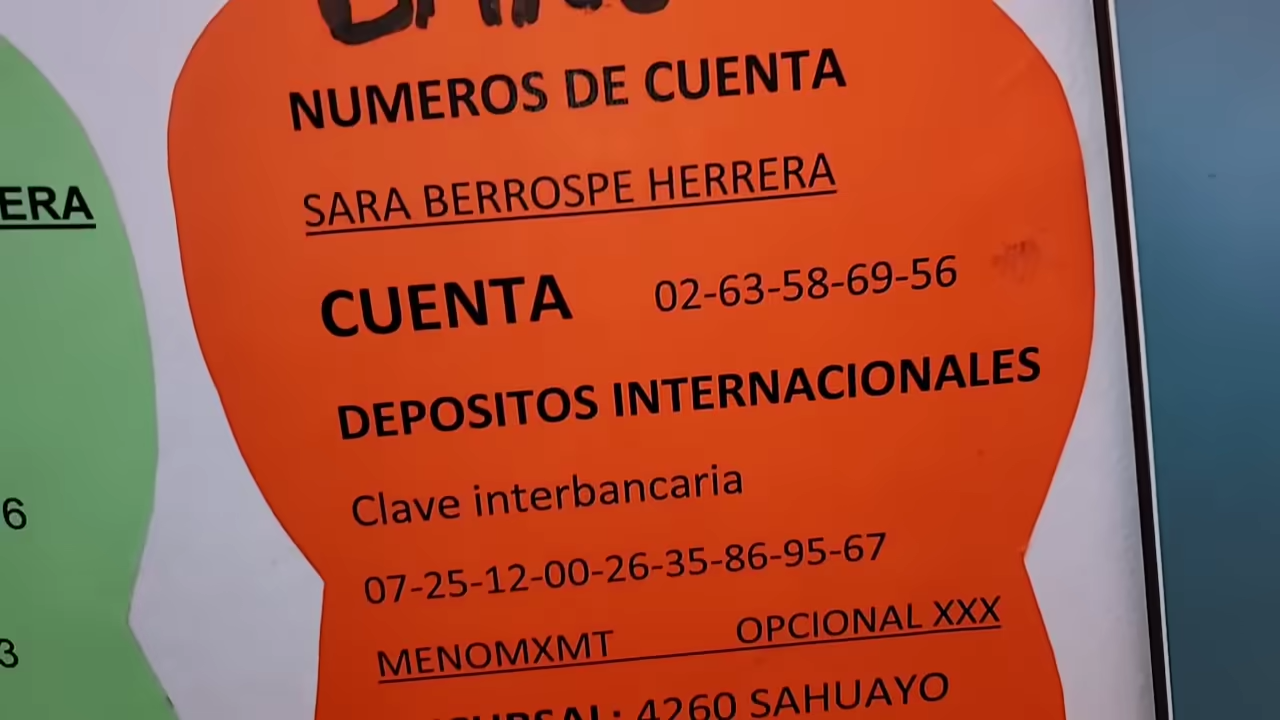 ERA
6
3
NUMEROS DE CUENTA
SARA BERROSPE HERRERA
CUENTA 02-63-58-69-56
DEPOSITOS INTERNACIONALES
Clave interbancaria
07-25-12-00-26-35-86-95-67
MENOMXMT OPCIONAL XXX
4260 SAHUAYO